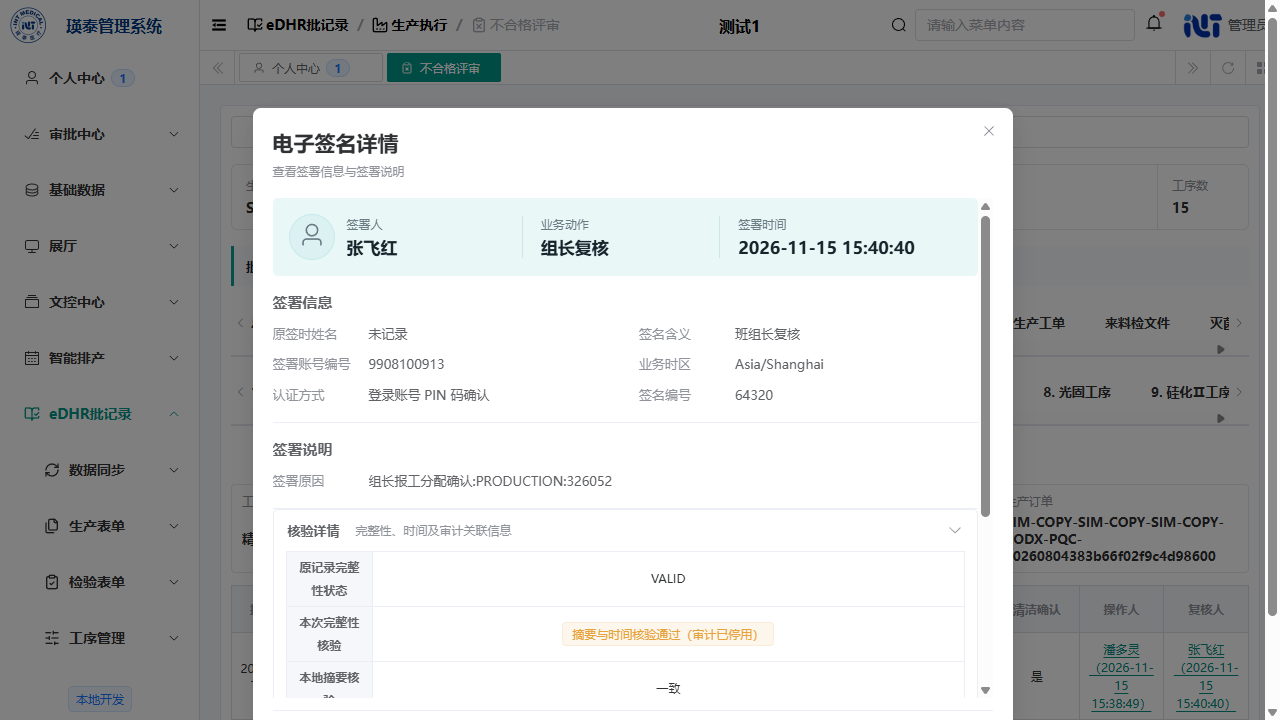 瑛泰管理系统
eDHR批记录 / 生产执行 / 不合格评审
测试1
请输入菜单内容
管理员
个人中心 1
不合格评审
个人中心 1
审批中心
基础数据
展厅
文控中心
智能排产
eDHR批记录
数据同步
生产表单
检验表单
工序管理
本地开发
工序数
15
生产工单
来料检文件
8. 光固工序
9. 硅化工工序
生产订单
IM-COPY-SIM-COPY-SIM-COPY-
ODX-PQC-
0260804383b66f02f9c4d98600
清洁确认
操作人
复核人
是
潘多灵
(2026-11-
15
15:38:49)
张飞红
(2026-11-
15
15:40:40)
电子签名详情
查看签署信息与签署说明
签署人
张飞红
业务动作
组长复核
签署时间
2026-11-15 15:40:40
签署信息
原签时姓名 未记录
签名含义 班组长复核
签署账号编号 9908100913
业务时区 Asia/Shanghai
认证方式 登录账号 PIN 码确认
签名编号 64320
签署说明
签署原因 组长报工分配确认:PRODUCTION:326052
核验详情 完整性、时间及审计关联信息
原记录完整
性状态
VALID
本次完整性
核验
摘要与时间核验通过（审计已停用）
本地摘要核
一致